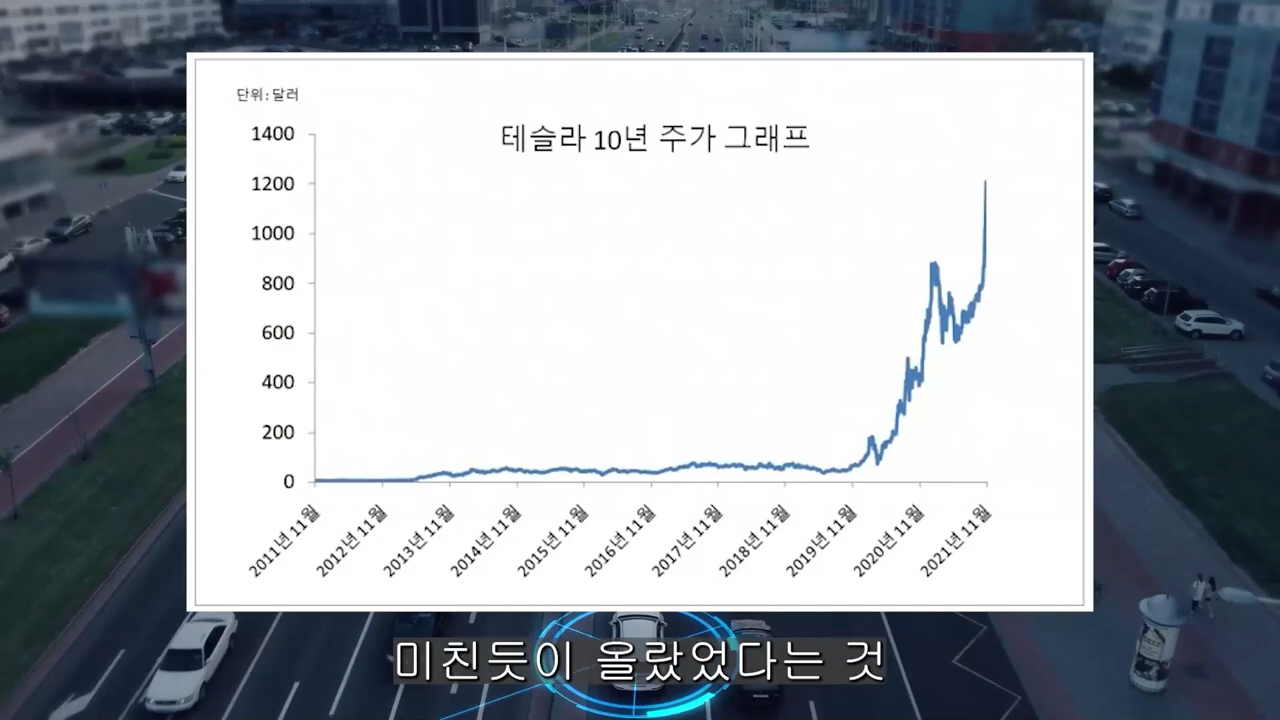 단위: 달러
테슬라 10년 주가 그래프
1400
1200
1000
800
600
400
200
0
2011년 11월
2012년 11월
2013년 11월
2014년 11월
2015년 11월
2016년 11월
2017년 11월
2018년 11월
2019년 11월
2020년 11월
2021년 11월
미친듯이 올랐었다는 것